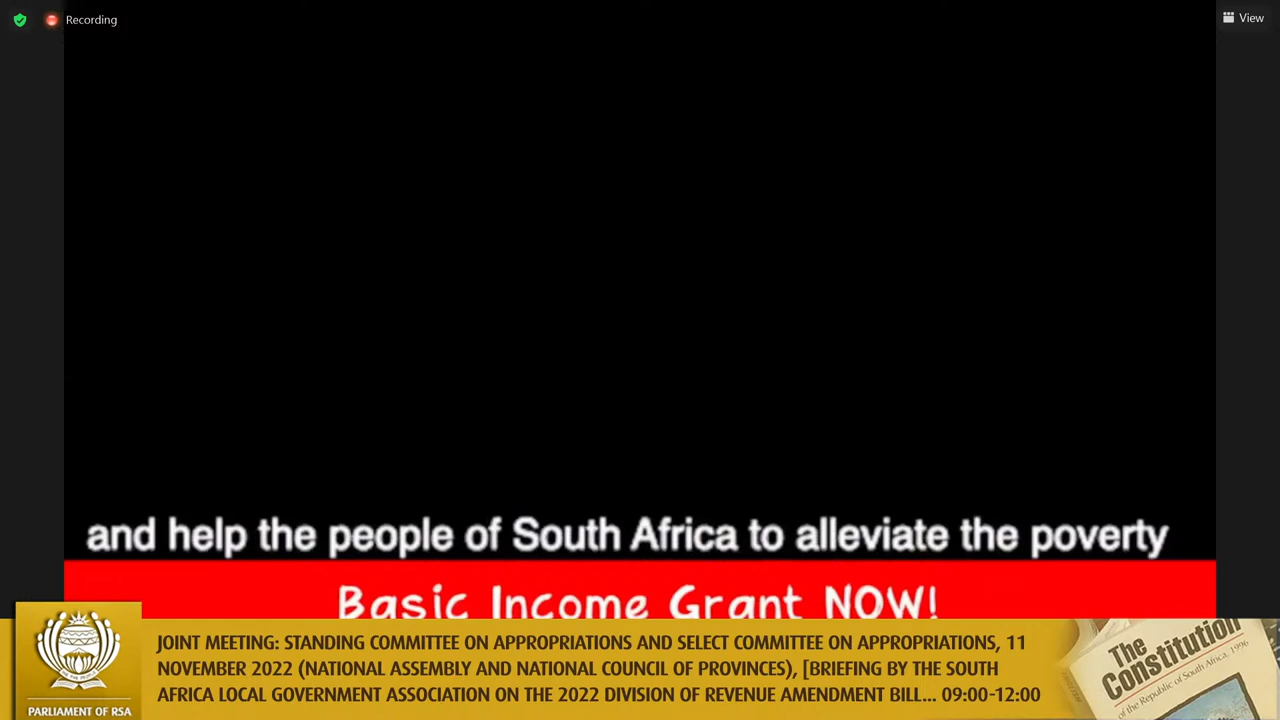 Recording
View
and help the people of South Africa to alleviate the poverty
Basic Income Grant NOW!
JOINT MEETING: STANDING COMMITTEE ON APPROPRIATIONS AND SELECT COMMITTEE ON APPROPRIATIONS, 11
NOVEMBER 2022 (NATIONAL ASSEMBLY AND NATIONAL COUNCIL OF PROVINCES), [BRIEFING BY THE SOUTH
AFRICA LOCAL GOVERNMENT ASSOCIATION ON THE 2022 DIVISION OF REVENUE AMENDMENT BILL... 09:00-12:00
PARLIAMENT OF RSA
The
Constitution
of the Republic of South Africa, 1996